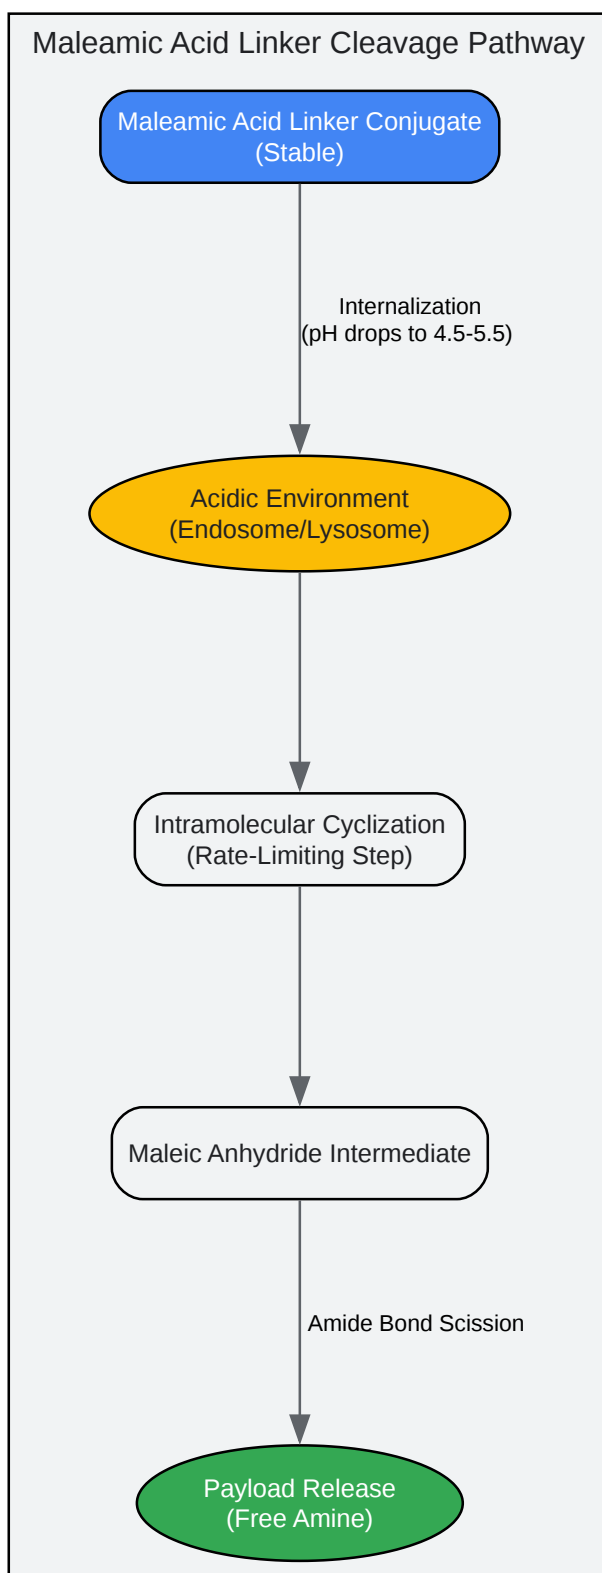 Maleamic Acid Linker Cleavage Pathway
Maleamic Acid Linker Conjugate
(Stable)
Internalization
(pH drops to 4.5-5.5)
Acidic Environment
(Endosome/Lysosome)
Intramolecular Cyclization
(Rate-Limiting Step)
Maleic Anhydride Intermediate
Amide Bond Scission
Payload Release
(Free Amine)